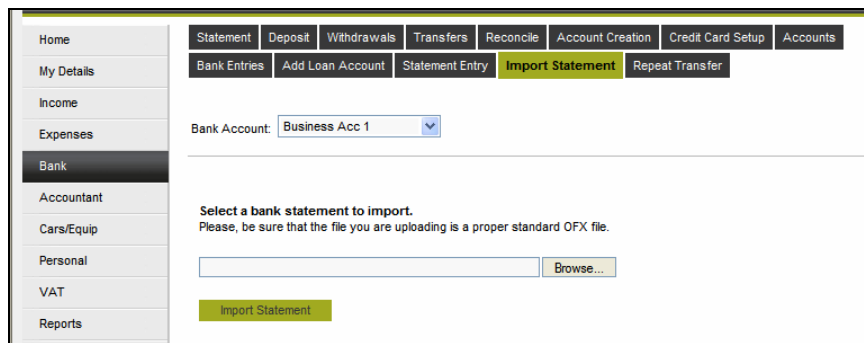 Home
My Details
Income
Expenses
Bank
Accountant
Cars/Equip
Personal
VAT
Reports
Statement Deposit Withdrawals Transfers Reconcile Account Creation Credit Card Setup Accounts
Bank Entries Add Loan Account Statement Entry Import Statement Repeat Transfer
Bank Account: Business Acc 1
Select a bank statement to import.
Please, be sure that the file you are uploading is a proper standard OFX file.
Browse...
Import Statement